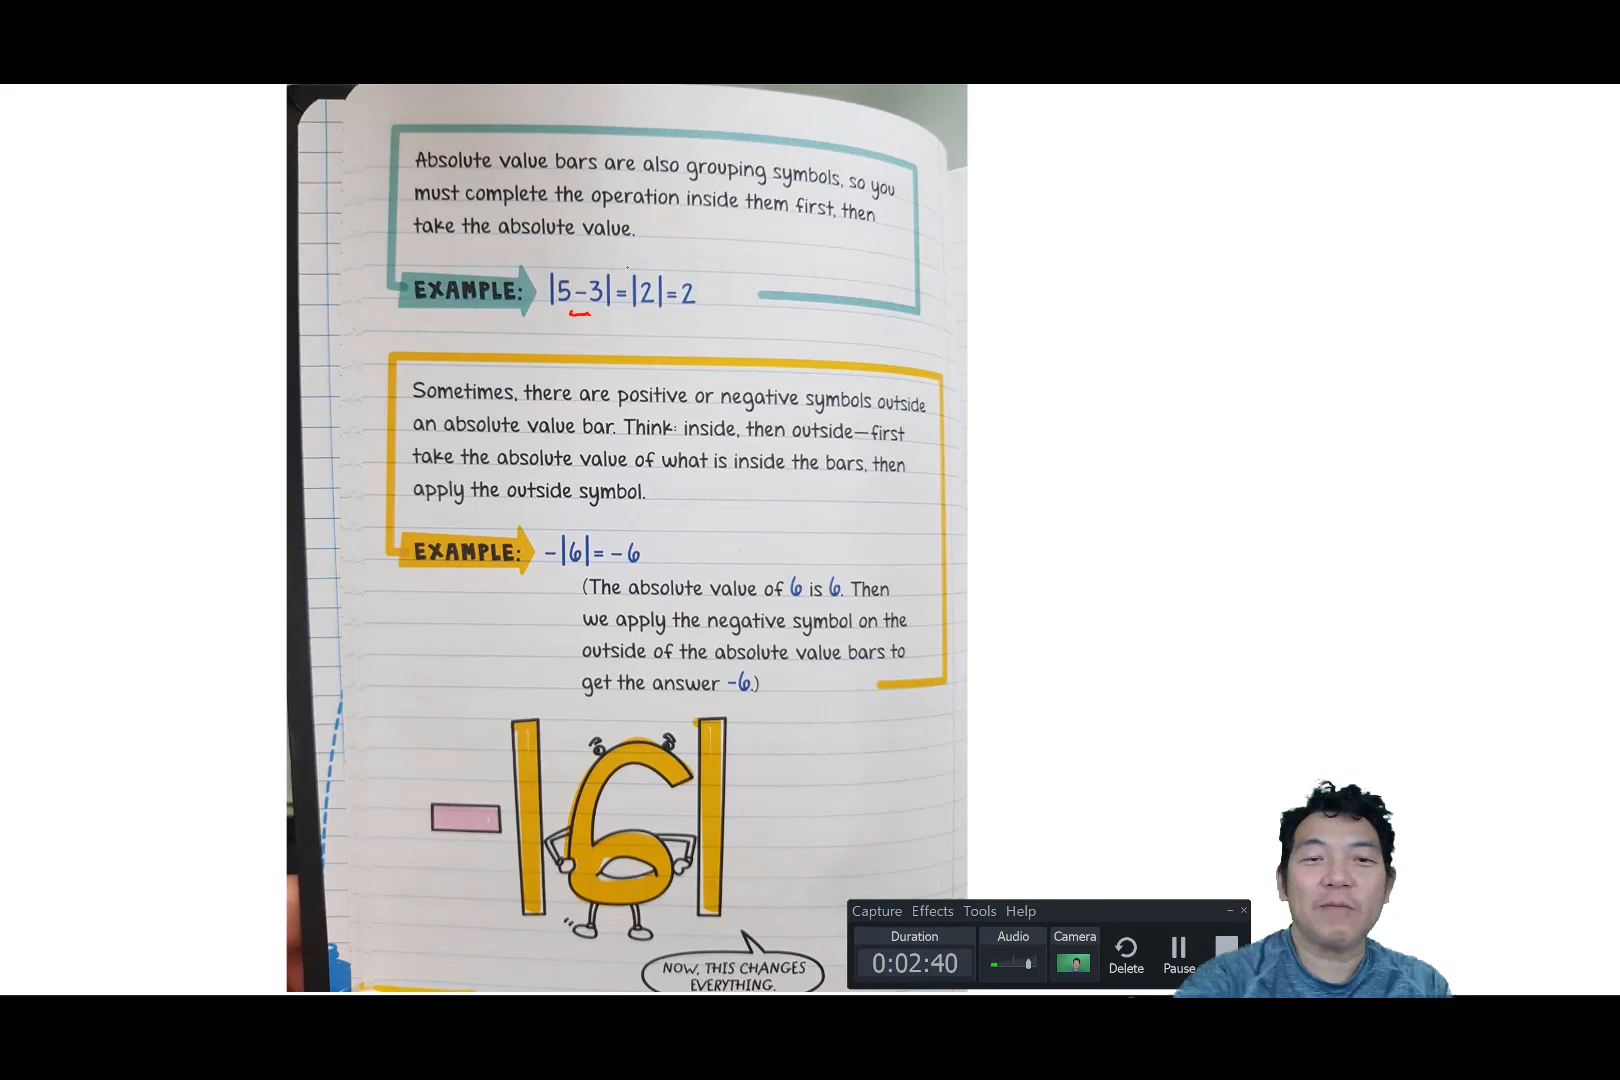 Absolute value bars are also grouping symbols, so you
must complete the operation inside them first, then
take the absolute value.
EXAMPLE: |5-3|=|2|=2
Sometimes, there are positive or negative symbols outside
an absolute value bar. Think: inside, then outside—first
take the absolute value of what is inside the bars, then
apply the outside symbol.
EXAMPLE: -|6|= -6
(The absolute value of 6 is 6. Then
we apply the negative symbol on the
outside of the absolute value bars to
get the answer -6.)
-|6|
NOW, THIS CHANGES
EVERYTHING.
Capture Effects Tools Help
Duration Audio Camera
0:02:40
Delete Pause